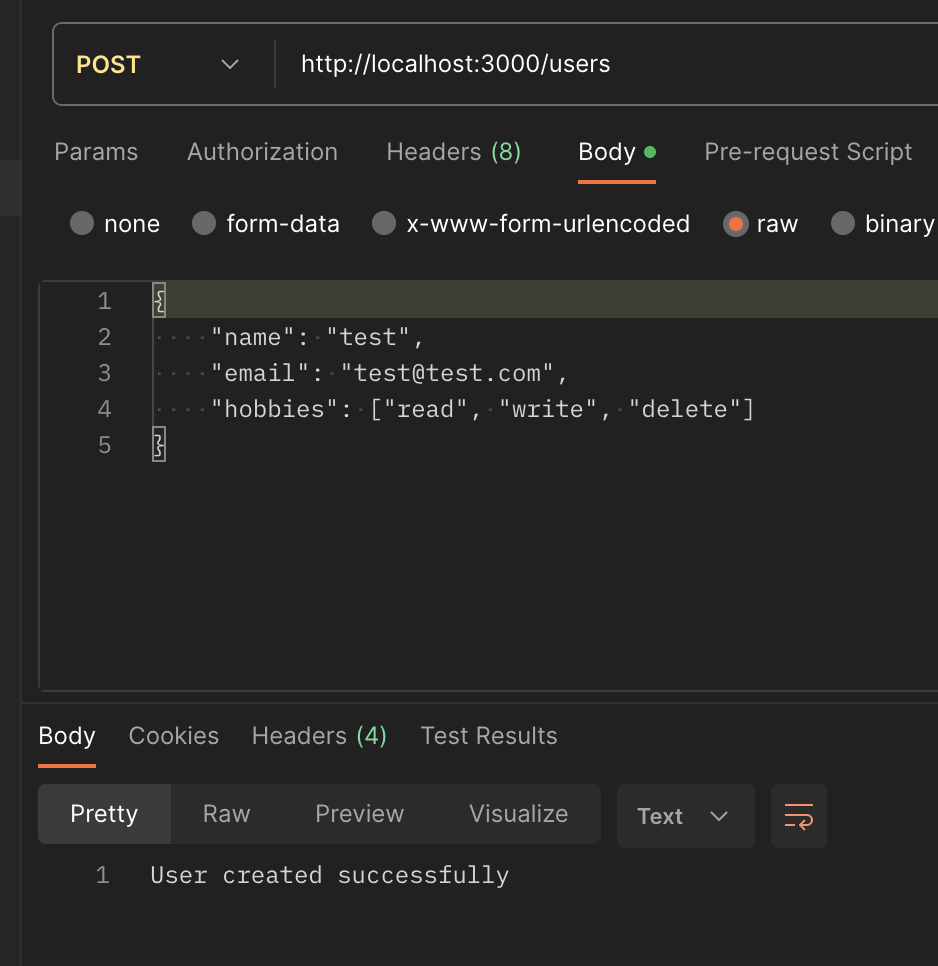 POST http://localhost:3000/users
Params Authorization Headers (8) Body Pre-request Script
none form-data x-www-form-urlencoded raw binary
1 {
2 "name": "test",
3 "email": "test@test.com",
4 "hobbies": ["read", "write", "delete"]
5 }
Body Cookies Headers (4) Test Results
Pretty Raw Preview Visualize Text
1 User created successfully